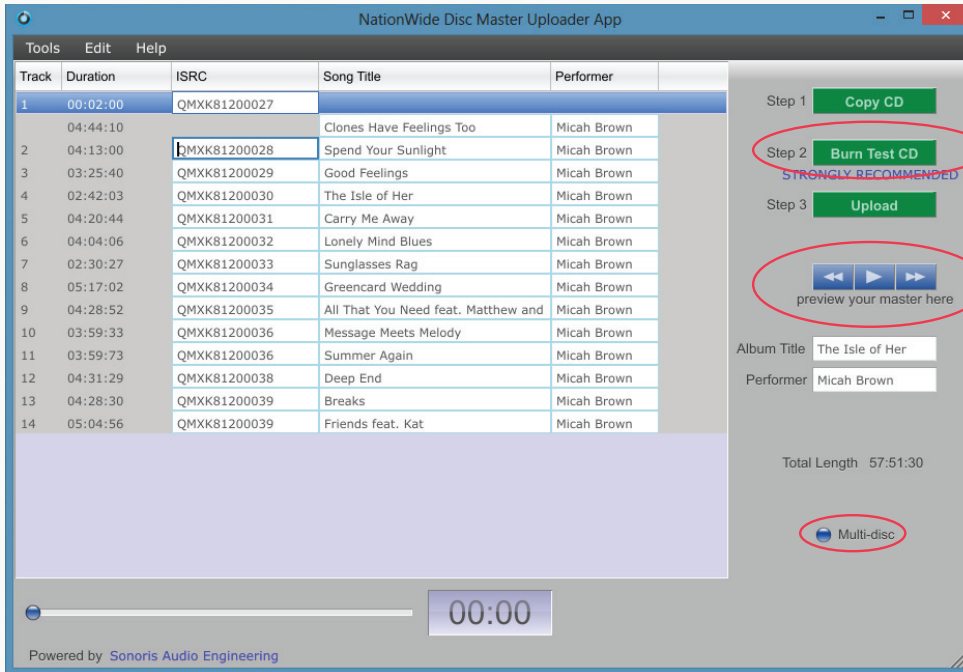 NationWide Disc Master Uploader App
Tools Edit Help
Track Duration ISRC Song Title Performer
1 00:02:00 QMXK81200027
04:44:10 Clones Have Feelings Too Micah Brown
2 04:13:00 QMXK81200028 Spend Your Sunlight Micah Brown
3 03:25:40 QMXK81200029 Good Feelings Micah Brown
4 02:42:03 QMXK81200030 The Isle of Her Micah Brown
5 04:20:44 QMXK81200031 Carry Me Away Micah Brown
6 04:04:06 QMXK81200032 Lonely Mind Blues Micah Brown
7 02:30:27 QMXK81200033 Sunglasses Rag Micah Brown
8 05:17:02 QMXK81200034 Greencard Wedding Micah Brown
9 04:28:52 QMXK81200035 All That You Need feat. Matthew and Micah Brown
10 03:59:33 QMXK81200036 Message Meets Melody Micah Brown
11 03:59:73 QMXK81200036 Summer Again Micah Brown
12 04:31:29 QMXK81200038 Deep End Micah Brown
13 04:28:30 QMXK81200039 Breaks Micah Brown
14 05:04:56 QMXK81200039 Friends feat. Kat Micah Brown
Step 1 Copy CD
Step 2 Burn Test CD
STRONGLY RECOMMENDED
Step 3 Upload
preview your master here
Album Title The Isle of Her
Performer Micah Brown
Total Length 57:51:30
Multi-disc
00:00
Powered by Sonoris Audio Engineering